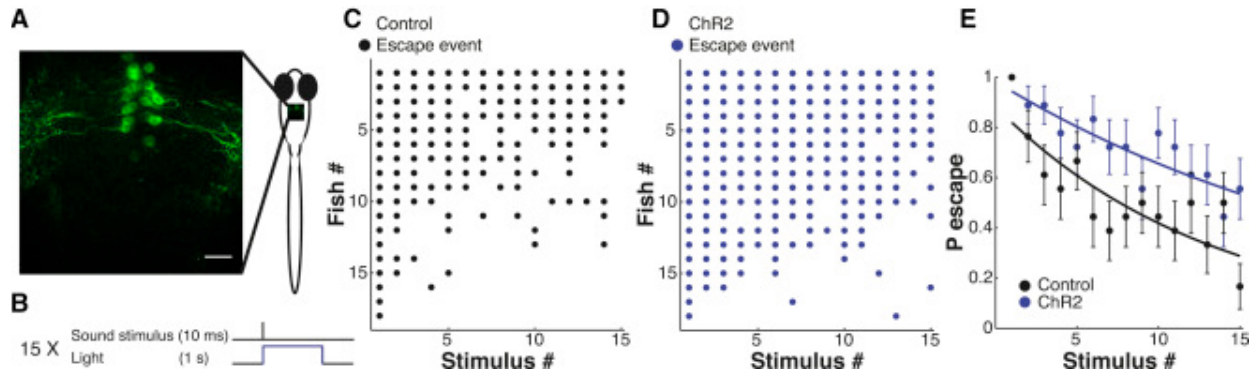 A
B
15 X
Sound stimulus (10 ms)
Light (1 s)
C
Control
Escape event
Fish #
5
10
15
5
10
15
Stimulus #
D
ChR2
Escape event
Fish #
5
10
15
5
10
15
Stimulus #
E
P escape
1
0.8
0.6
0.4
0.2
0
Control
ChR2
5
10
15
Stimulus #